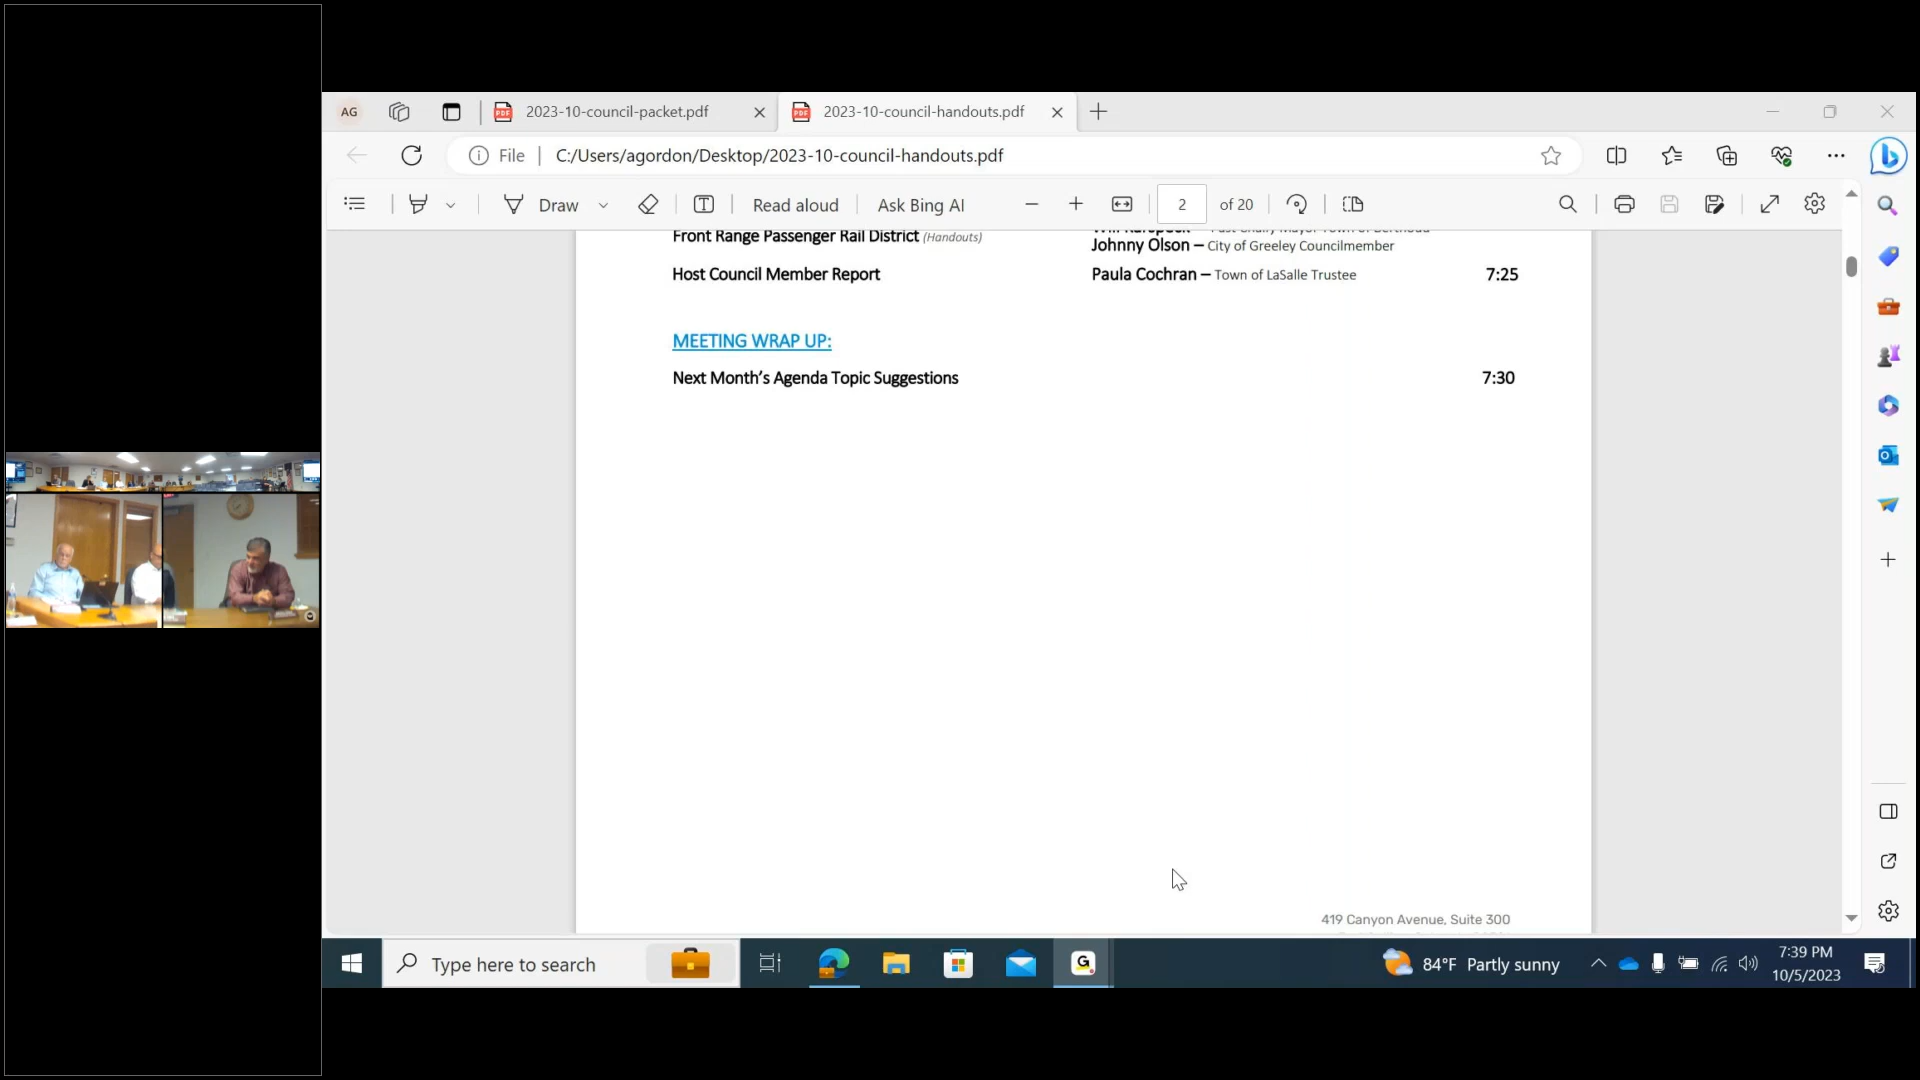 AG
2023-10-council-packet.pdf
2023-10-council-handouts.pdf
File
C:/Users/agordon/Desktop/2023-10-council-handouts.pdf
Draw
Read aloud
Ask Bing AI
2 of 20
Front Range Passenger Rail District (Handouts)
Johnny Olson – City of Greeley Councilmember
Host Council Member Report
Paula Cochran – Town of LaSalle Trustee
7:25
MEETING WRAP UP:
Next Month's Agenda Topic Suggestions
7:30
419 Canyon Avenue, Suite 300
Type here to search
84°F Partly sunny
7:39 PM
10/5/2023